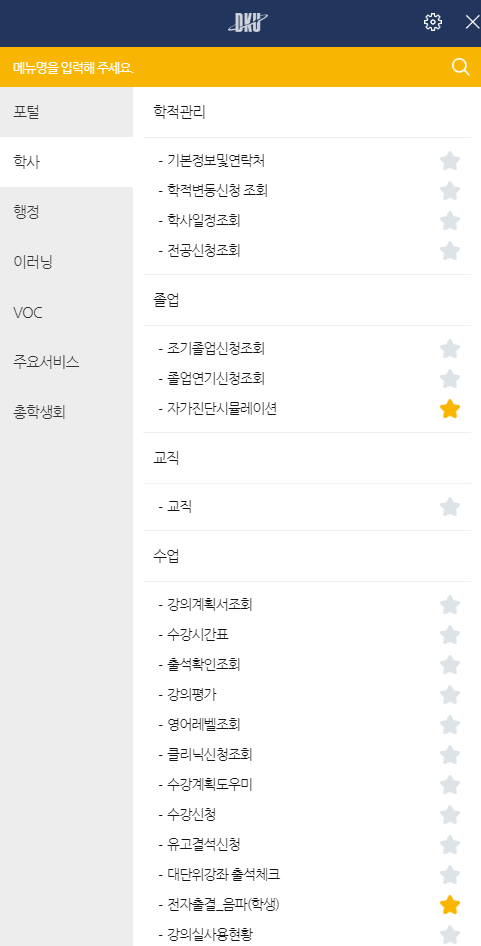 DKU
메뉴명을 입력해 주세요.
포털
학사
행정
이러닝
VOC
주요서비스
총학생회
학적관리
- 기본정보및연락처
- 학적변동신청 조회
- 학사일정조회
- 전공신청조회
졸업
- 조기졸업신청조회
- 졸업연기신청조회
- 자가진단시뮬레이션
교직
- 교직
수업
- 강의계획서조회
- 수강시간표
- 출석확인조회
- 강의평가
- 영어레벨조회
- 클리닉신청조회
- 수강계획도우미
- 수강신청
- 유고결석신청
- 대단위강좌 출석체크
- 전자출결_음파(학생)
- 강의실사용현황